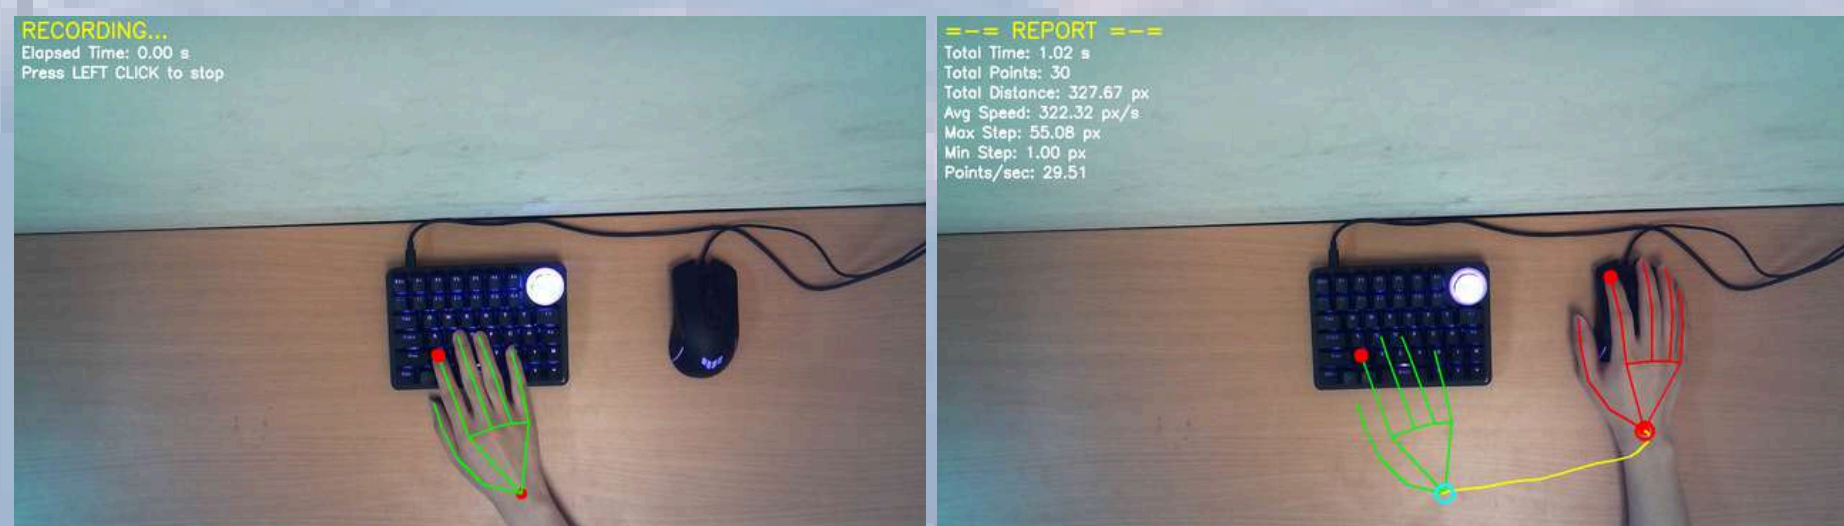 RECORDING...
Elapsed Time: 0.00 s
Press LEFT CLICK to stop
=-= REPORT =-=
Total Time: 1.02 s
Total Points: 30
Total Distance: 327.67 px
Avg Speed: 322.32 px/s
Max Step: 55.08 px
Min Step: 1.00 px
Points/sec: 29.51